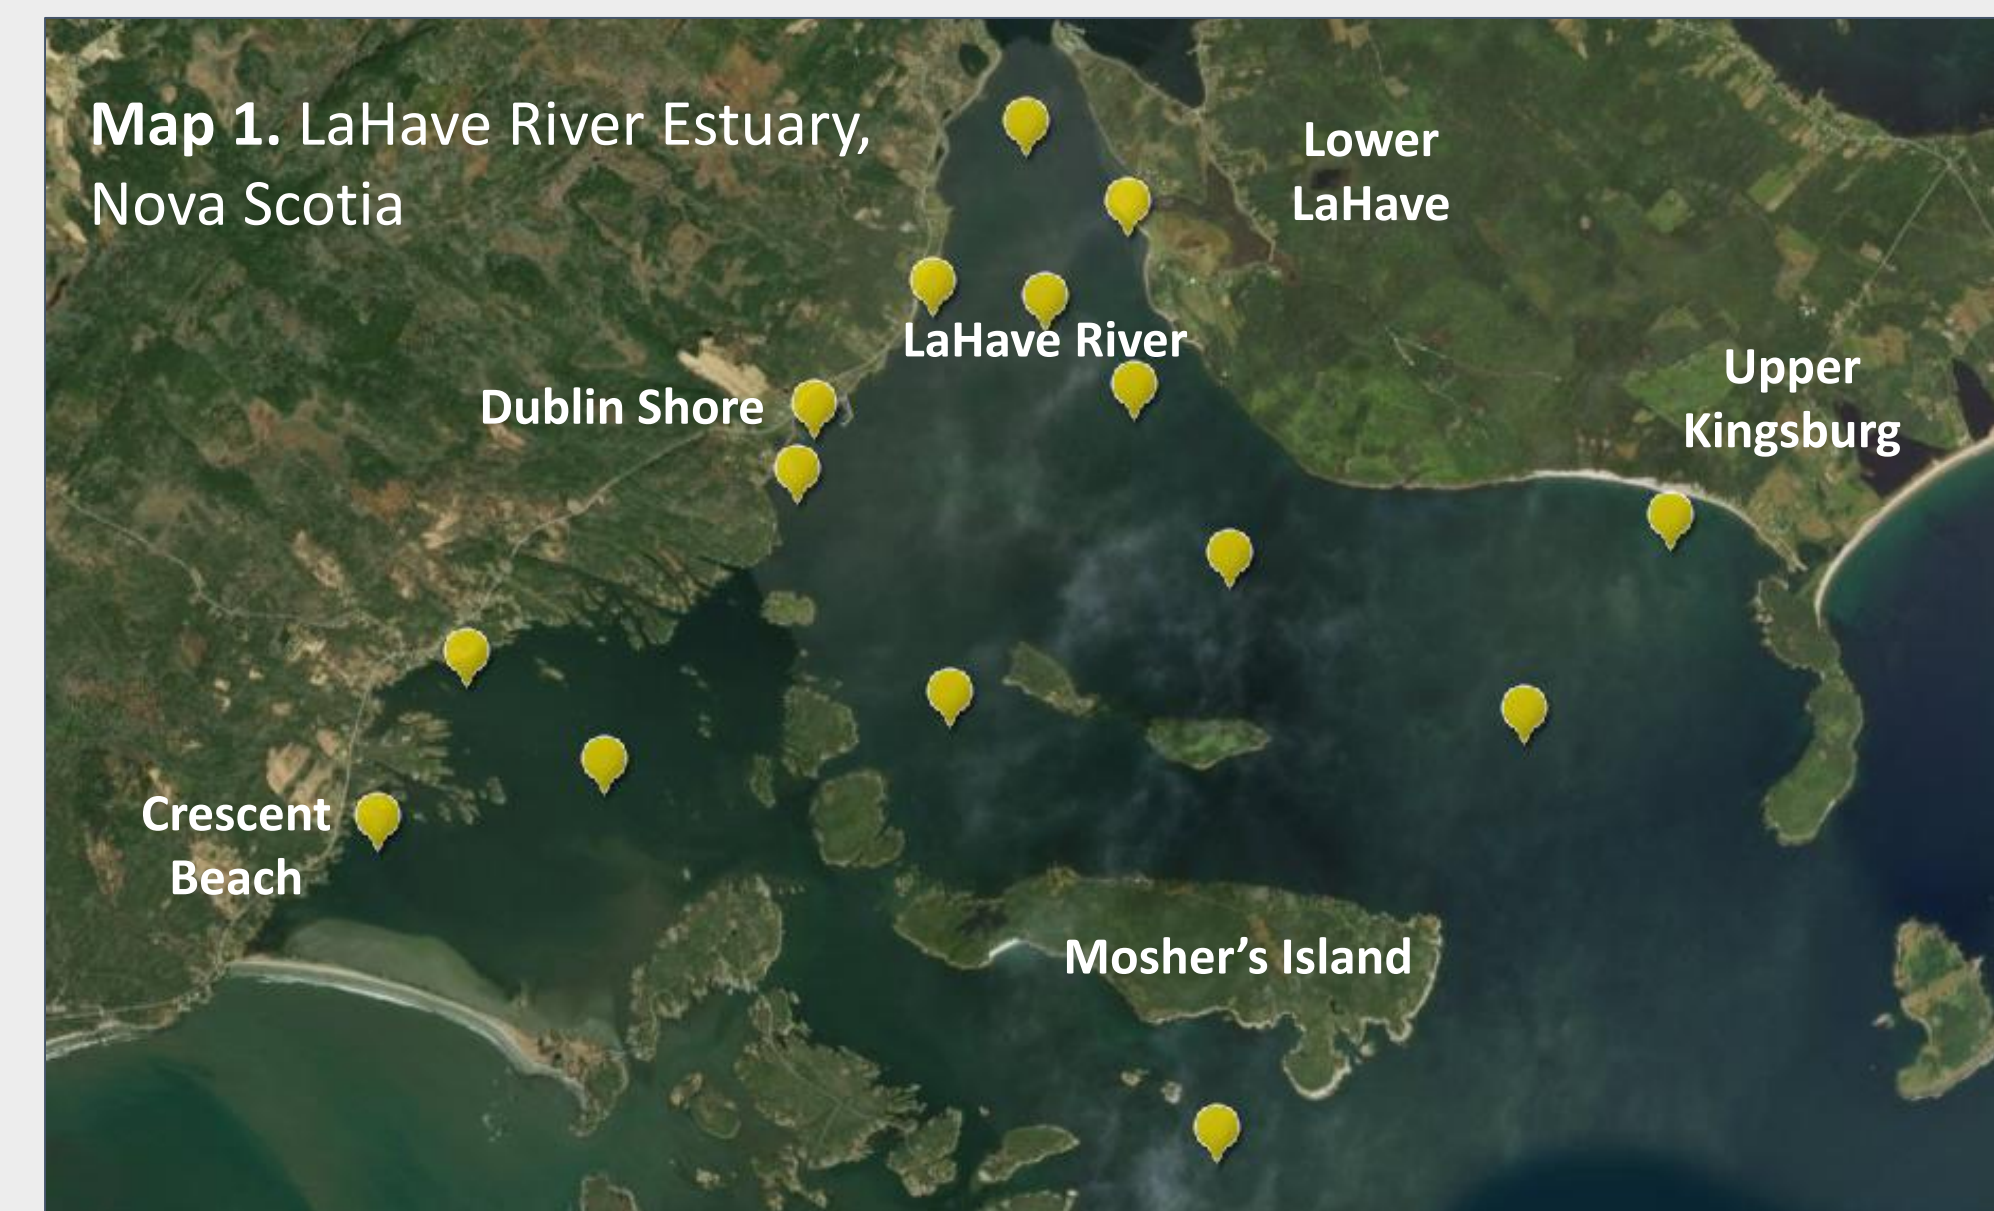 Map 1. LaHave River Estuary,
Nova Scotia
Lower
LaHave
LaHave River
Upper
Kingsburg
Dublin Shore
Crescent
Beach
Mosher’s Island